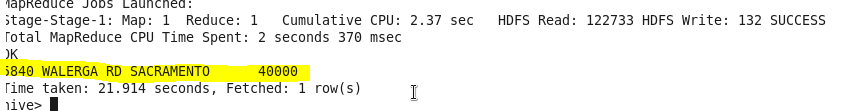 MapReduce Jobs Launched:
Stage-Stage-1: Map: 1  Reduce: 1   Cumulative CPU: 2.37 sec   HDFS Read: 122733 HDFS Write: 132 SUCCESS
Total MapReduce CPU Time Spent: 2 seconds 370 msec
OK
5840 WALERGA RD SACRAMENTO      40000
Time taken: 21.914 seconds, Fetched: 1 row(s)
hive>